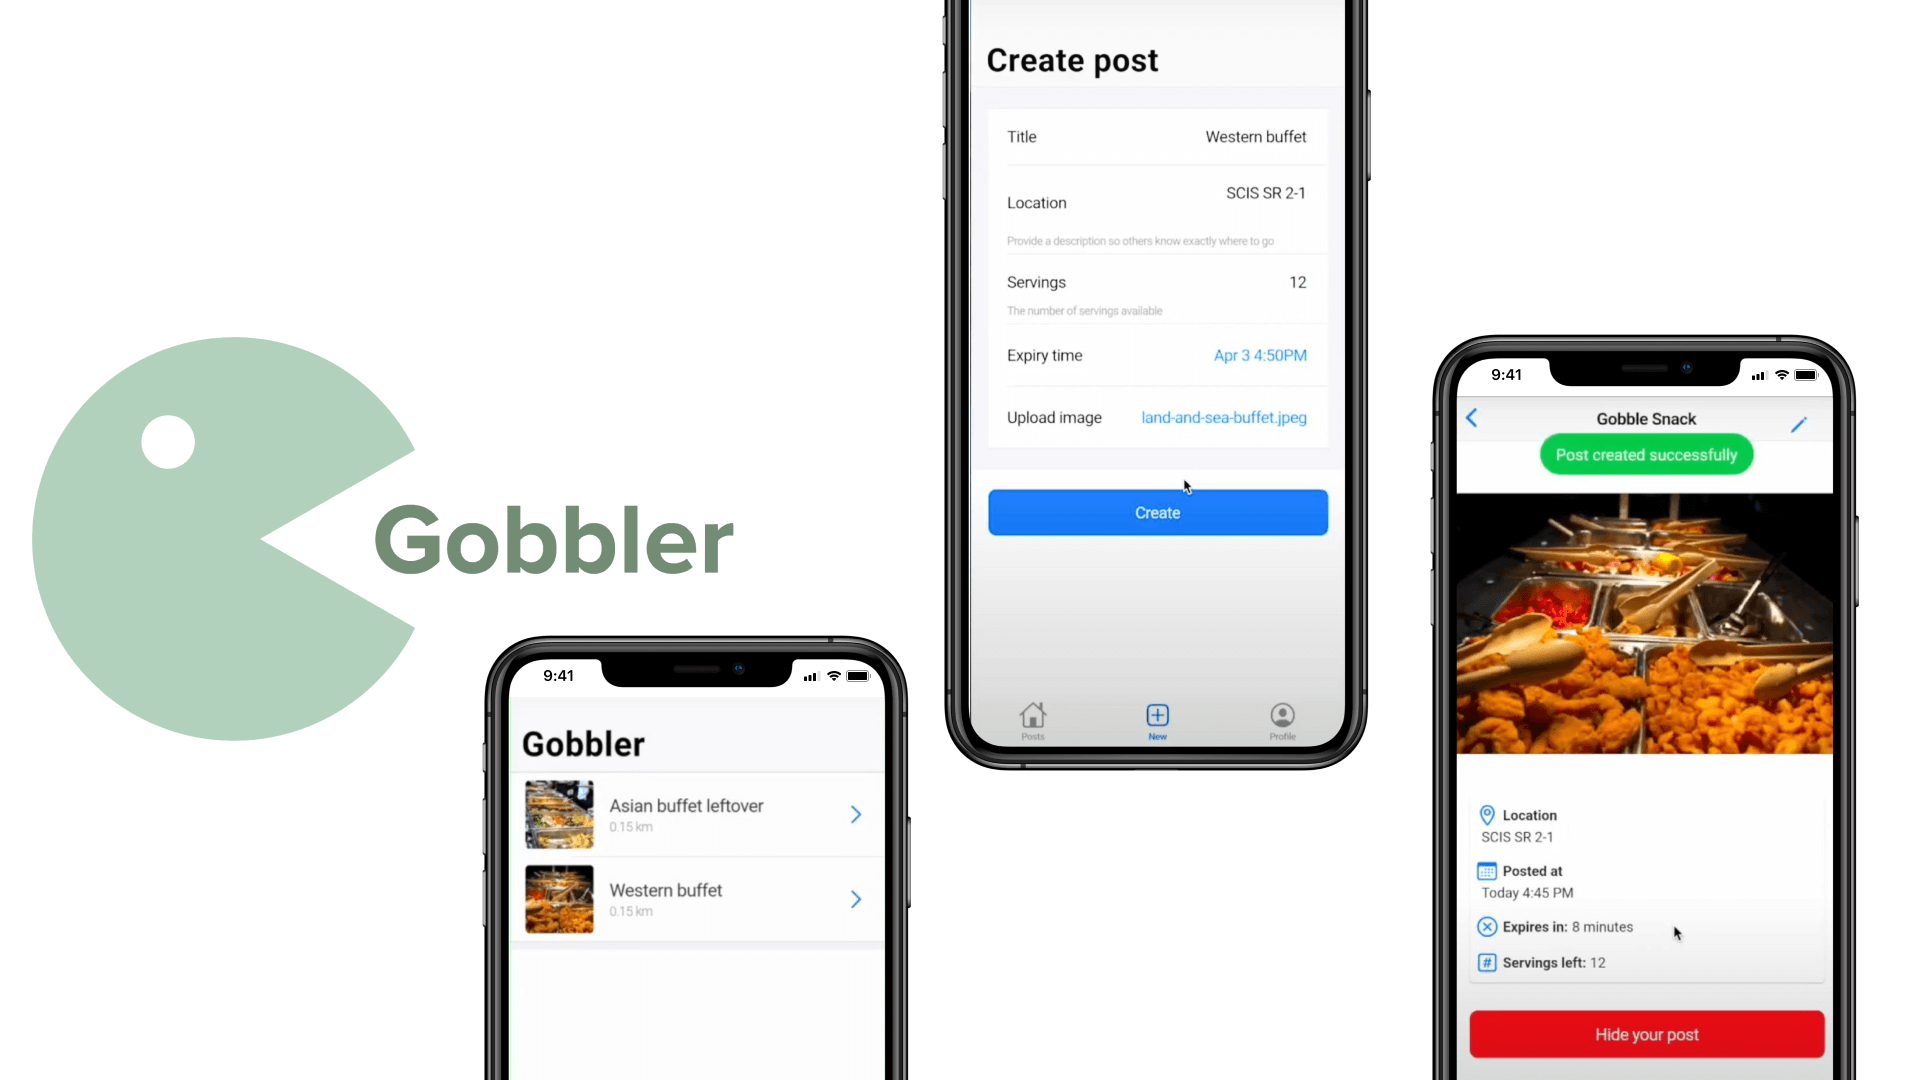 Gobbler
9:41
Gobbler
Asian buffet leftover
0.15 km
Western buffet
0.15 km
Create post
Title
Western buffet
Location
SCIS SR 2-1
Provide a description so others know exactly where to go
Servings
12
The number of servings available
Expiry time
Apr 3 4:50PM
Upload image
land-and-sea-buffet.jpeg
Create
Posts
New
Profile
9:41
Gobble Snack
Post created successfully
Location
SCIS SR 2-1
Posted at
Today 4:45 PM
Expires in: 8 minutes
# Servings left: 12
Hide your post